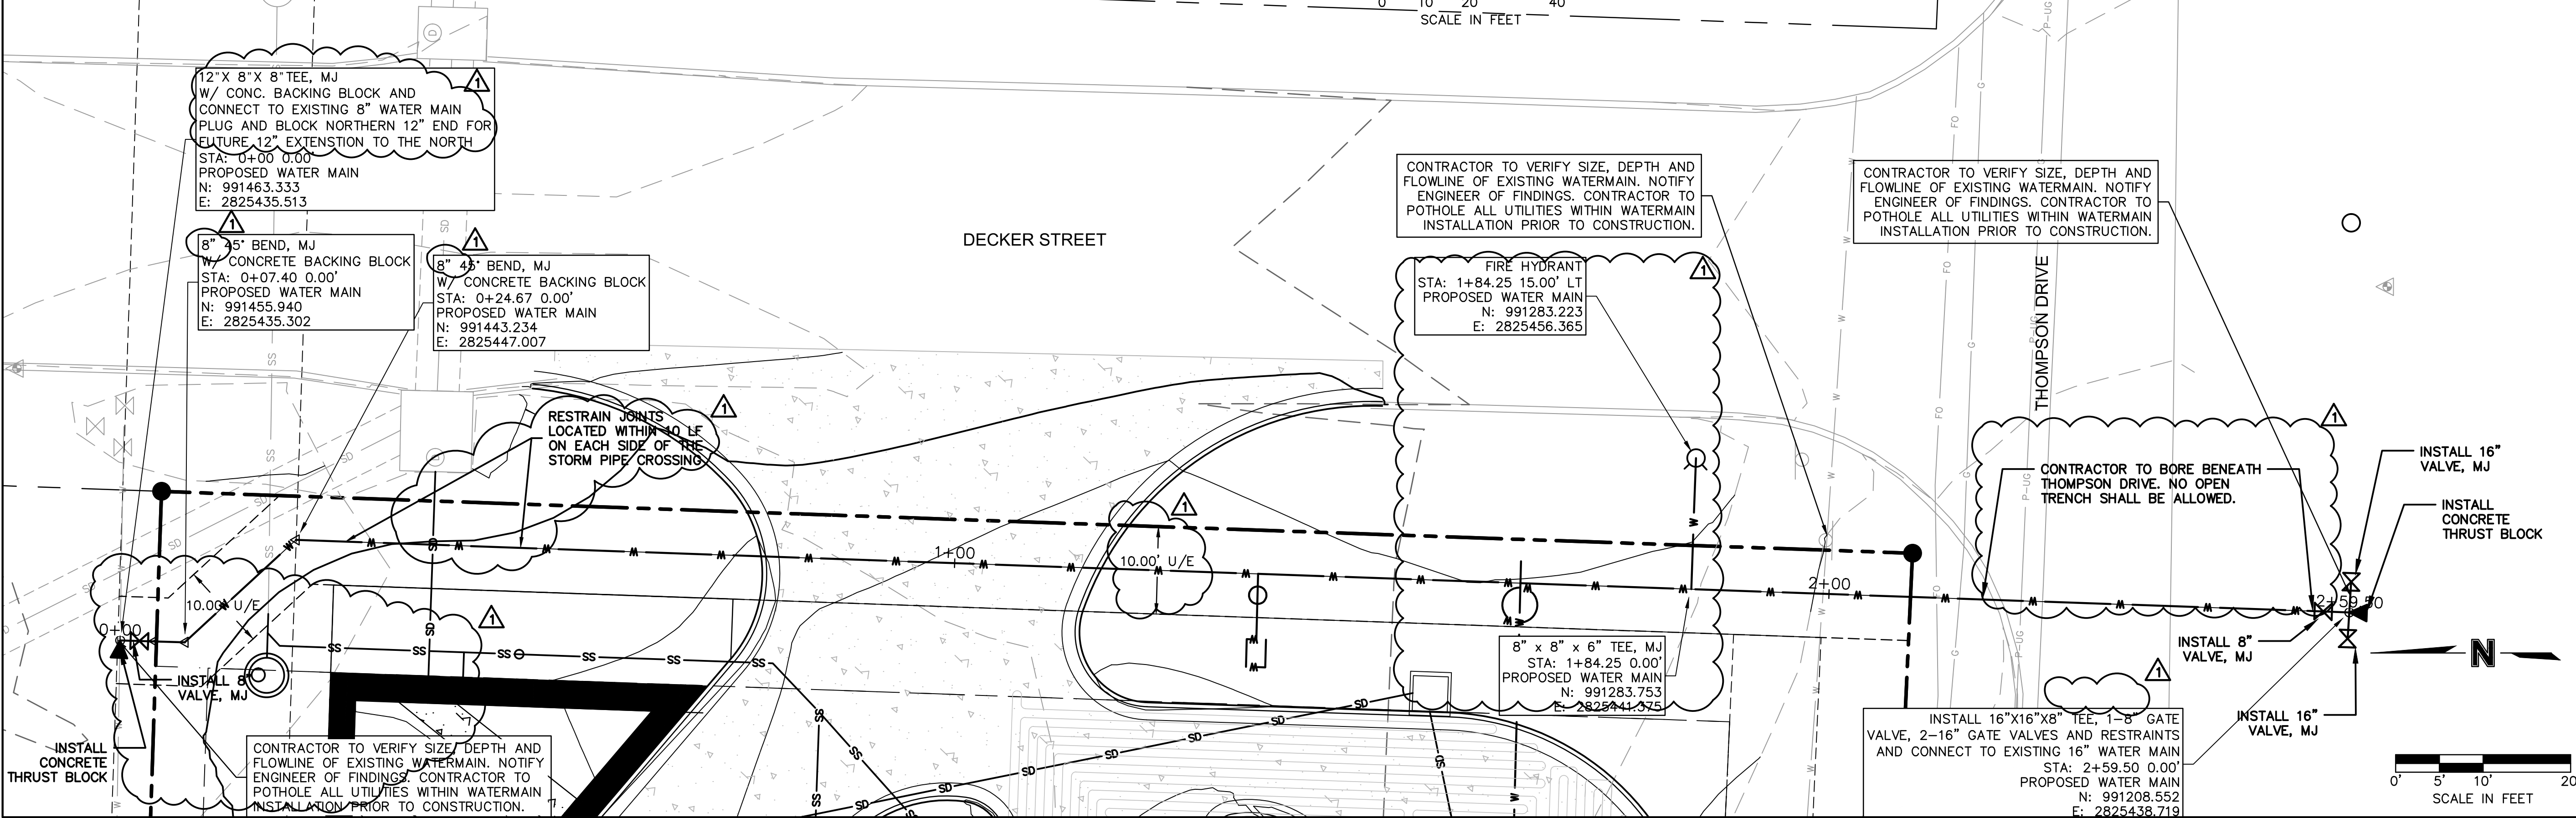 0 10 20 40
SCALE IN FEET
12"X 8"X 8"TEE, MJ
W/ CONC. BACKING BLOCK AND
CONNECT TO EXISTING 8" WATER MAIN
PLUG AND BLOCK NORTHERN 12" END FOR
FUTURE 12" EXTENSTION TO THE NORTH
STA: 0+00 0.00'
PROPOSED WATER MAIN
N: 991463.333
E: 2825435.513
1
8" 45° BEND, MJ
W/ CONCRETE BACKING BLOCK
STA: 0+07.40 0.00'
PROPOSED WATER MAIN
N: 991455.940
E: 2825435.302
1
8" 45° BEND, MJ
W/ CONCRETE BACKING BLOCK
STA: 0+24.67 0.00'
PROPOSED WATER MAIN
N: 991443.234
E: 2825447.007
1
DECKER STREET
CONTRACTOR TO VERIFY SIZE, DEPTH AND
FLOWLINE OF EXISTING WATERMAIN. NOTIFY
ENGINEER OF FINDINGS. CONTRACTOR TO
POTHOLE ALL UTILITIES WITHIN WATERMAIN
INSTALLATION PRIOR TO CONSTRUCTION.
CONTRACTOR TO VERIFY SIZE, DEPTH AND
FLOWLINE OF EXISTING WATERMAIN. NOTIFY
ENGINEER OF FINDINGS. CONTRACTOR TO
POTHOLE ALL UTILITIES WITHIN WATERMAIN
INSTALLATION PRIOR TO CONSTRUCTION.
FIRE HYDRANT
STA: 1+84.25 15.00' LT
PROPOSED WATER MAIN
N: 991283.223
E: 2825456.365
1
THOMPSON DRIVE
RESTRAIN JOINTS
LOCATED WITHIN 10 LF
ON EACH SIDE OF THE
STORM PIPE CROSSING
1
CONTRACTOR TO BORE BENEATH
THOMPSON DRIVE. NO OPEN
TRENCH SHALL BE ALLOWED.
1
INSTALL 16"
VALVE, MJ
INSTALL
CONCRETE
THRUST BLOCK
1+00
10.00' U/E
1
2+00
2+59.50
10.00' U/E
0+00
1
INSTALL 8"
VALVE, MJ
8" x 8" x 6" TEE, MJ
STA: 1+84.25 0.00'
PROPOSED WATER MAIN
N: 991283.753
E: 2825441.375
INSTALL 8"
VALVE, MJ
N
1
INSTALL 16"
VALVE, MJ
INSTALL
CONCRETE
THRUST BLOCK
CONTRACTOR TO VERIFY SIZE, DEPTH AND
FLOWLINE OF EXISTING WATERMAIN. NOTIFY
ENGINEER OF FINDINGS. CONTRACTOR TO
POTHOLE ALL UTILITIES WITHIN WATERMAIN
INSTALLATION PRIOR TO CONSTRUCTION.
INSTALL 16"X16"X8" TEE, 1-8" GATE
VALVE, 2-16" GATE VALVES AND RESTRAINTS
AND CONNECT TO EXISTING 16" WATER MAIN
STA: 2+59.50 0.00'
PROPOSED WATER MAIN
N: 991208.552
E: 2825438.719
0' 5' 10' 20
SCALE IN FEET